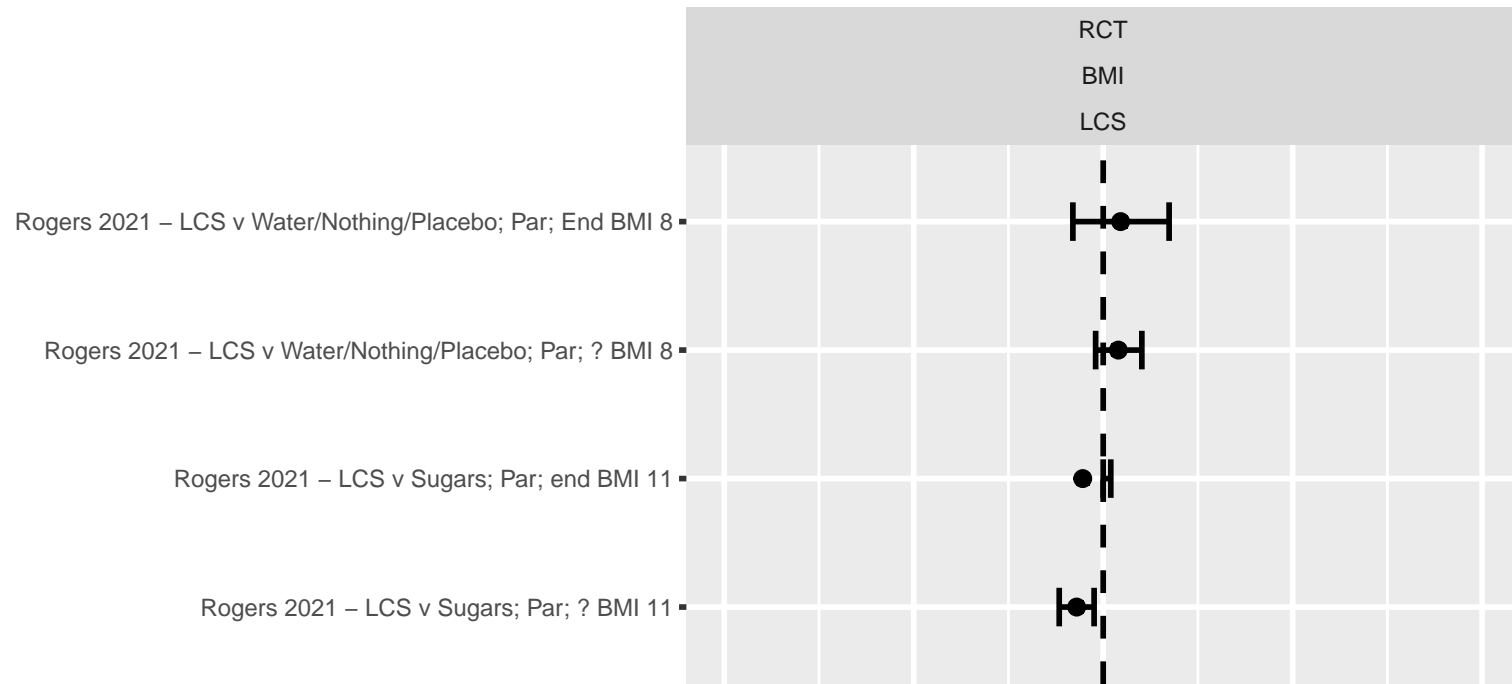 RCT
BMI
LCS
Rogers 2021 – LCS v Water/Nothing/Placebo; Par; End BMI 8
Rogers 2021 – LCS v Water/Nothing/Placebo; Par; ? BMI 8
Rogers 2021 – LCS v Sugars; Par; end BMI 11
Rogers 2021 – LCS v Sugars; Par; ? BMI 11